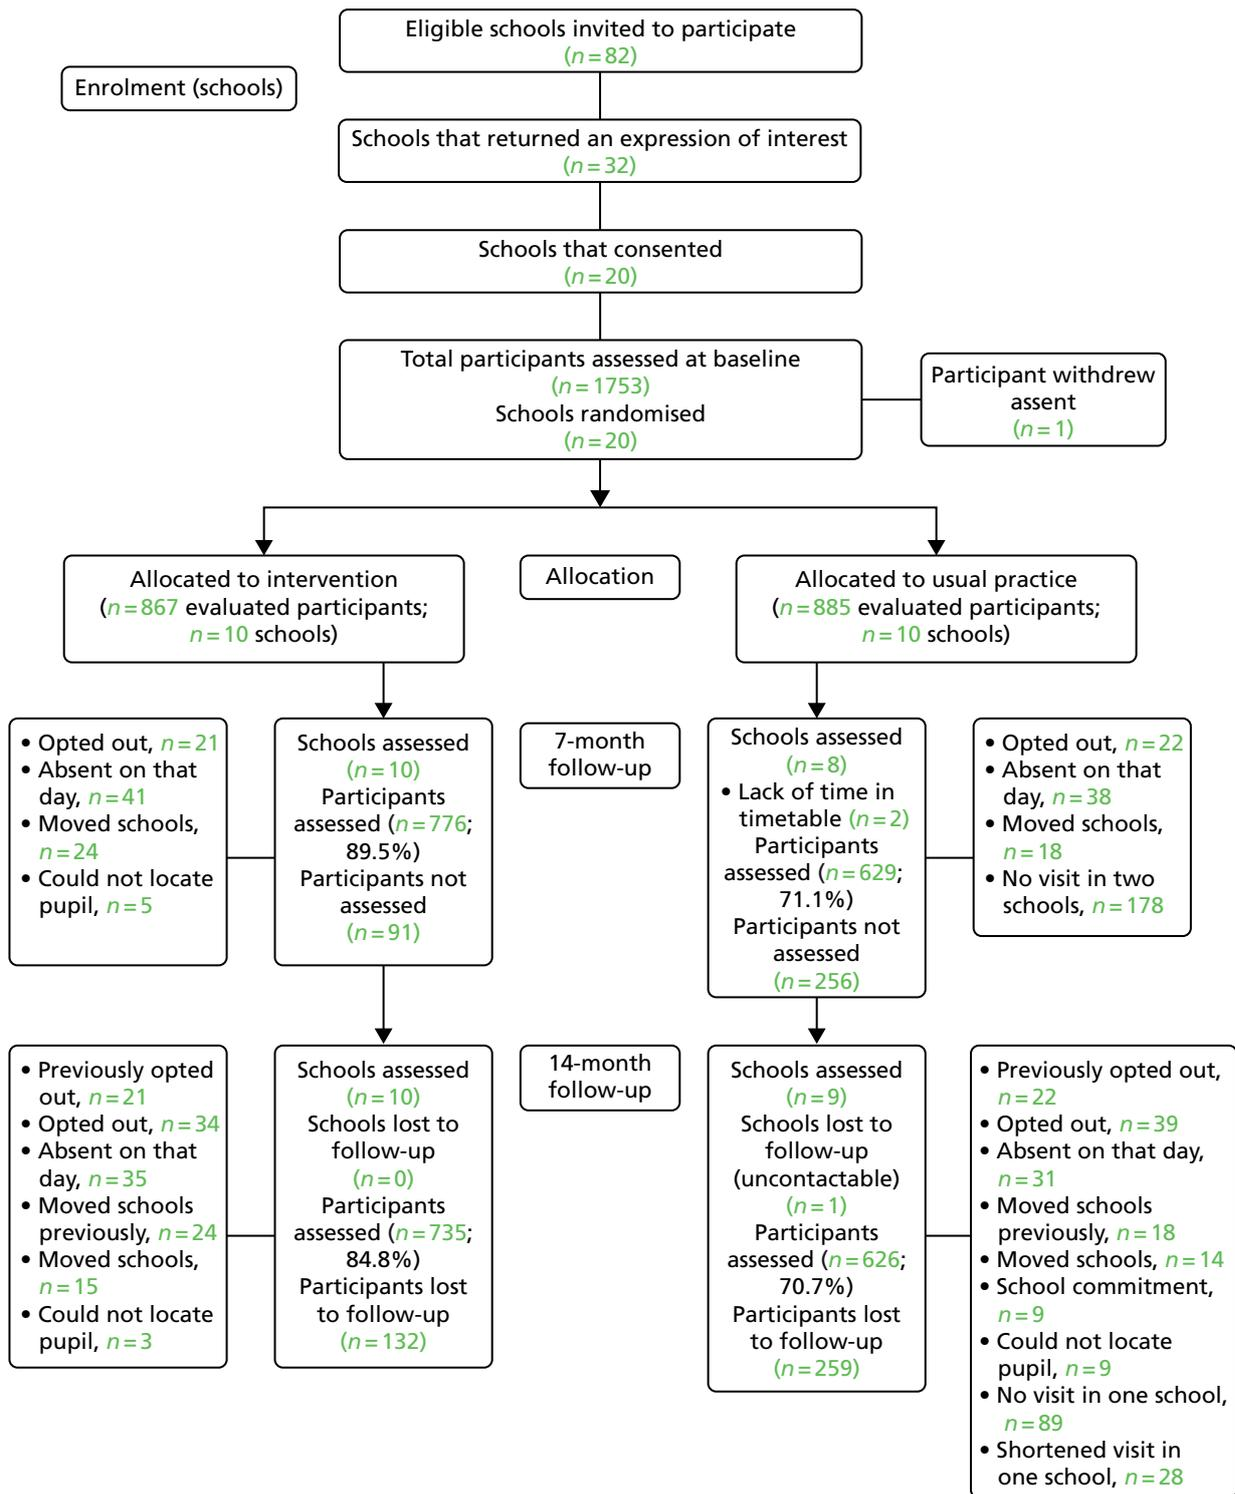 Eligible schools invited to participate
(n=82)
Enrolment (schools)
Schools that returned an expression of interest
(n=32)
Schools that consented
(n=20)
Total participants assessed at baseline
(n=1753)
Schools randomised
(n=20)
Participant withdrew
assent
(n=1)
Allocated to intervention
(n=867 evaluated participants;
n=10 schools)
Allocation
Allocated to usual practice
(n=885 evaluated participants;
n=10 schools)
• Opted out, n=21
• Absent on that
day, n=41
• Moved schools,
n=24
• Could not locate
pupil, n=5
Schools assessed
(n=10)
Participants
assessed (n=776;
89.5%)
Participants not
assessed
(n=91)
7-month
follow-up
Schools assessed
(n=8)
• Lack of time in
timetable (n=2)
Participants
assessed (n=629;
71.1%)
Participants not
assessed
(n=256)
• Opted out, n=22
• Absent on that
day, n=38
• Moved schools,
n=18
• No visit in two
schools, n=178
• Previously opted
out, n=21
• Opted out, n=34
• Absent on that
day, n=35
• Moved schools
previously, n=24
• Moved schools,
n=15
• Could not locate
pupil, n=3
Schools assessed
(n=10)
Schools lost to
follow-up
(n=0)
Participants
assessed (n=735;
84.8%)
Participants lost
to follow-up
(n=132)
14-month
follow-up
Schools assessed
(n=9)
Schools lost to
follow-up
(uncontactable)
(n=1)
Participants
assessed (n=626;
70.7%)
Participants lost
to follow-up
(n=259)
• Previously opted out,
n=22
• Opted out, n=39
• Absent on that day,
n=31
• Moved schools
previously, n=18
• Moved schools, n=14
• School commitment,
n=9
• Could not locate
pupil, n=9
• No visit in one school,
n=89
• Shortened visit in
one school, n=28